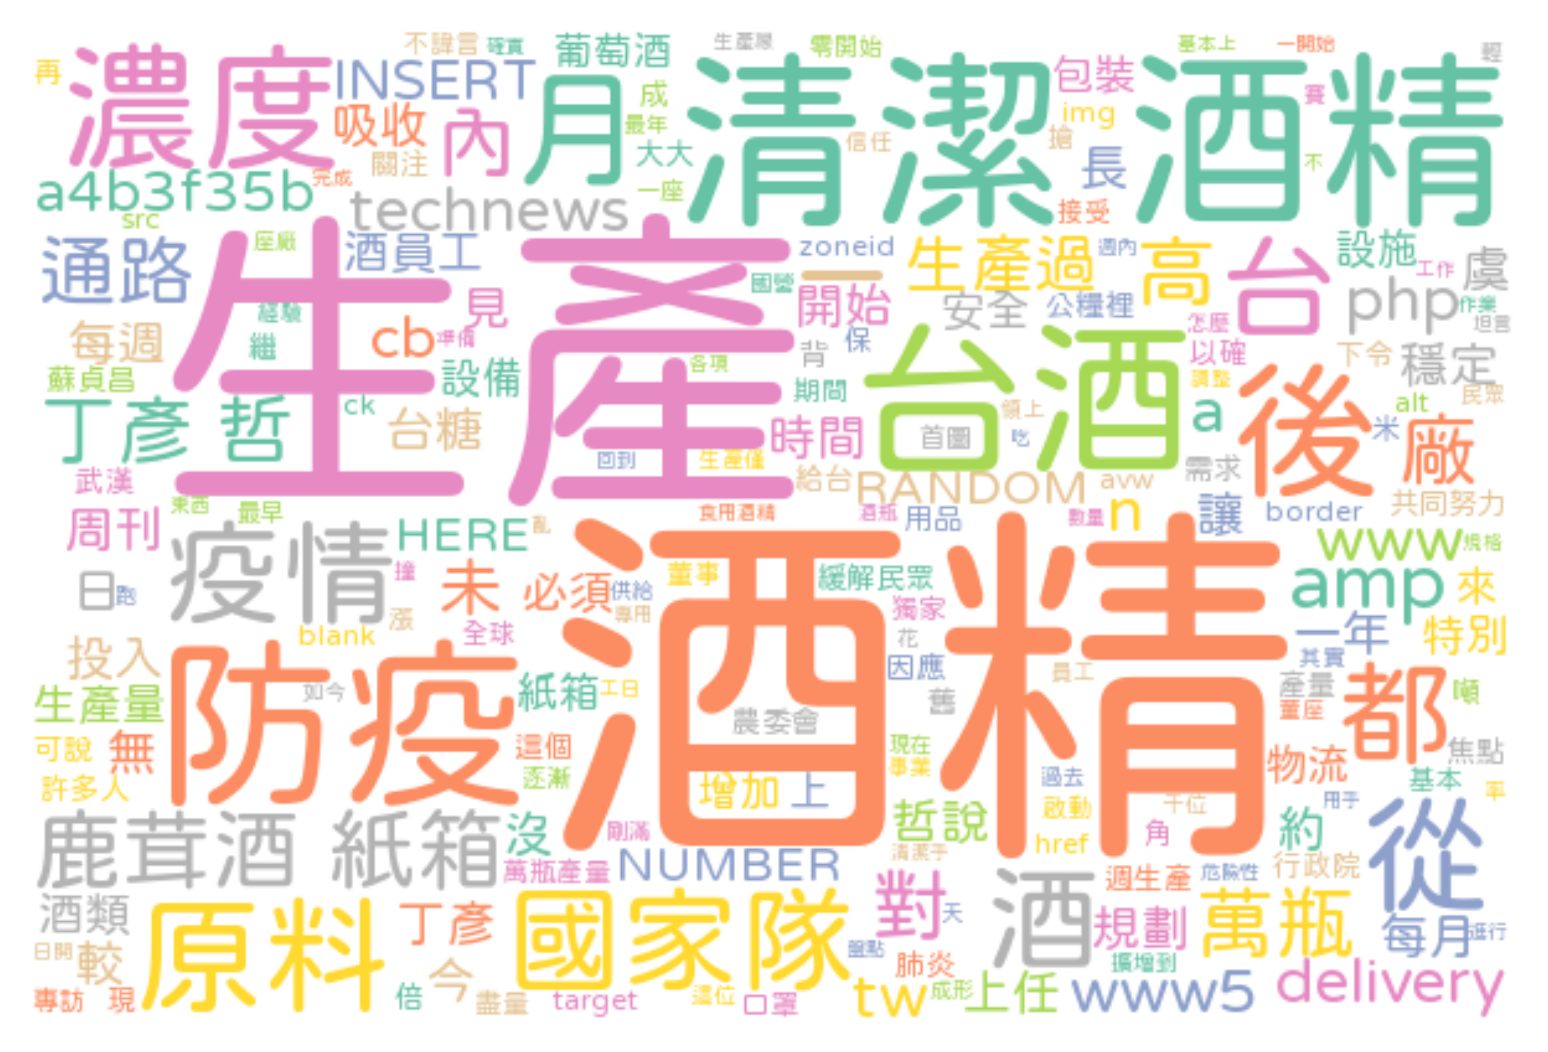 不諱言 確實 葡萄酒 生產線 零開始 基本上 一開始 輕
再 濃度 INSERT 月 清潔 酒精 包裝 賽
吸收 內 成 最年 信任 img 搶
關注 大大 長 不
a4b3f35b 完成 technews 一座 接受
src
通路 座廠 酒員工 zoneid 生產過 週內 高 台 設施 工作 虞
生產 國營 一
每週 經驗 見 開始 安全 公糧裡 php 作業
繼 cb 準備 背 保 怎麼 坦言
蘇貞昌 設備 各項 台酒 以確 下令 穩定
丁彥哲 ck 台糖 期間 領上 a 調整 後 alt 民眾
時間 首圖 吃 米 廠
武漢 回到 生產僅 給台 RANDOM avw 需求
周刊 東西 最早 食用酒精 酒瓶 用品 數量 n 讓 border 共同努力
疫情 HERE 亂 酒精 www 規格
日 跑 撞 未 必須 供給 董事 緩解民眾 amp 來
漲 專用 獨家
blank 全球 花 一年 特別
投入 防疫 因應 員工 其實
生產量 如今 紙箱 工日 農委會 舊 產量 董座 都 噸
可說 無 這個 現在 物流 焦點
許多人 逐漸 增加 上 事業 過去 基本
鹿茸酒 紙箱 沒 剛滿 哲說 啟動 千位 用手 率
清潔手 href 角 約 從
萬瓶產量 NUMBER 週生產 危險性 行政院
酒類 原料 丁彥 國家隊 對 天 酒 規劃 萬瓶 每月 進行
日開 較 今 盤點 肺炎 擴增到
專訪 現 倍 盡量 target 這位 口罩 tw 成形 上任 www5 delivery